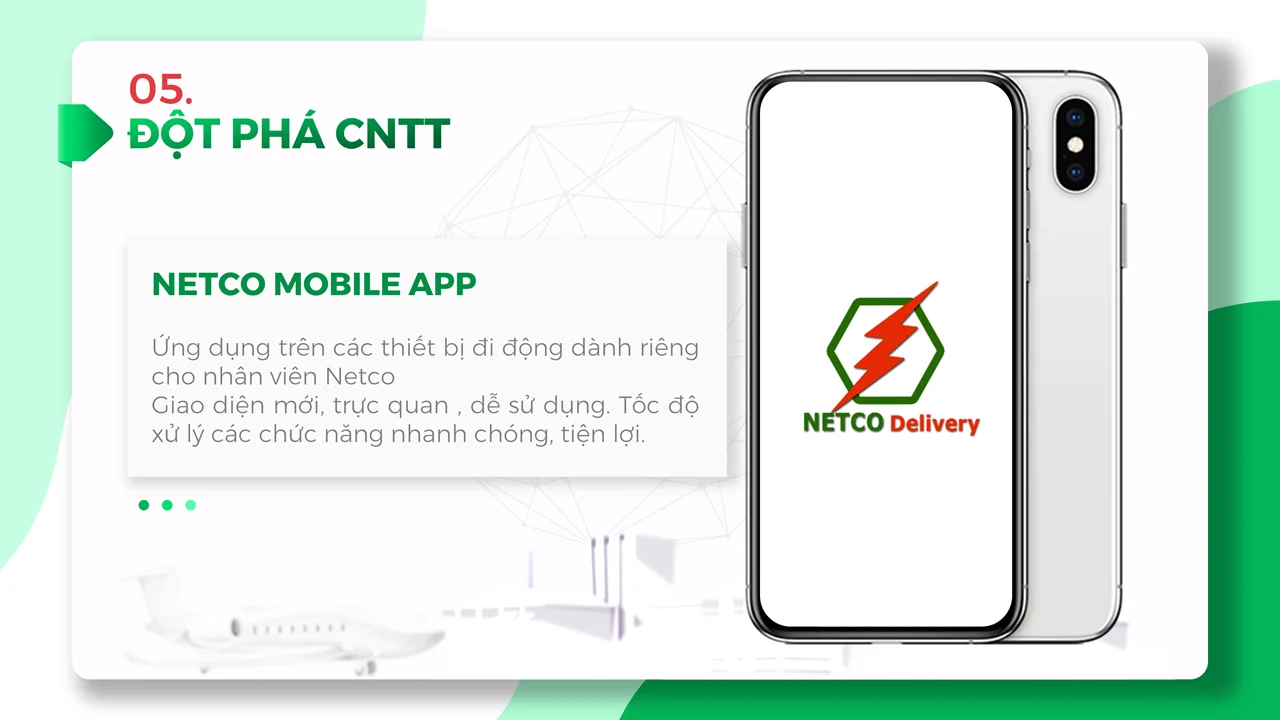 05.
ĐỘT PHÁ CNTT
NETCO MOBILE APP
Ứng dụng trên các thiết bị đi động dành riêng
cho nhân viên Netco
Giao diện mới, trực quan , dễ sử dụng. Tốc độ
xử lý các chức năng nhanh chóng, tiện lợi.
NETCO Delivery